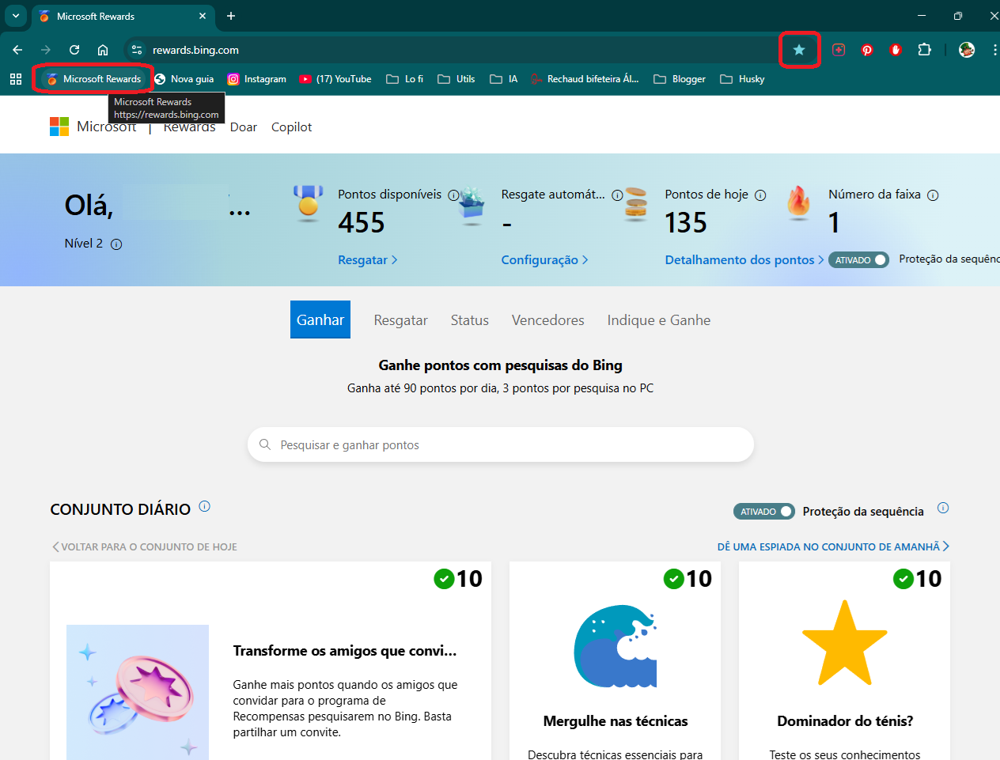 Microsoft Rewards
rewards.bing.com
Microsoft Rewards
Nova guia
Instagram
(17) YouTube
Lo fi
Utils
IA
Rechaud bifeteira Ál...
Blogger
Husky
Microsoft Rewards
https://rewards.bing.com
Microsoft | Rewards Doar Copilot
Olá, ...
Nível 2
Pontos disponíveis
455
Resgatar
Resgate automát...
-
Configuração
Pontos de hoje
135
Detalhamento dos pontos
Número da faixa
1
ATIVADO
Proteção da sequênc
Ganhar Resgatar Status Vencedores Indique e Ganhe
Ganhe pontos com pesquisas do Bing
Ganha até 90 pontos por dia, 3 pontos por pesquisa no PC
Pesquisar e ganhar pontos
CONJUNTO DIÁRIO
ATIVADO Proteção da sequência
VOLTAR PARA O CONJUNTO DE HOJE
DÊ UMA ESPIADA NO CONJUNTO DE AMANHÃ
10
Transforme os amigos que convi...
Ganhe mais pontos quando os amigos que
convidar para o programa de
Recompensas pesquisarem no Bing. Basta
partilhar um convite.
10
Mergulhe nas técnicas
Descubra técnicas essenciais para
10
Dominador do ténis?
Teste os seus conhecimentos